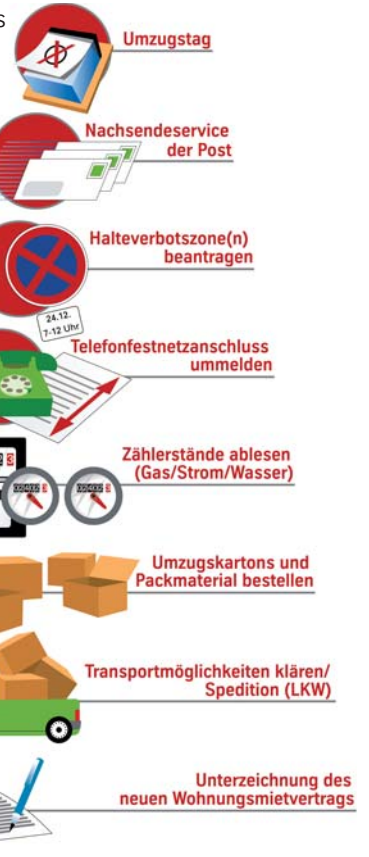 s
Umzugstag
Nachsendeservice
der Post
Halteverbotszone(n)
beantragen
24.12.
7-12 Uhr
Telefonfestnetzanschluss
ummelden
Zählerstände ablesen
(Gas/Strom/Wasser)
Umzugskartons und
Packmaterial bestellen
Transportmöglichkeiten klären/
Spedition (LKW)
Unterzeichnung des
neuen Wohnungsmietvertrags